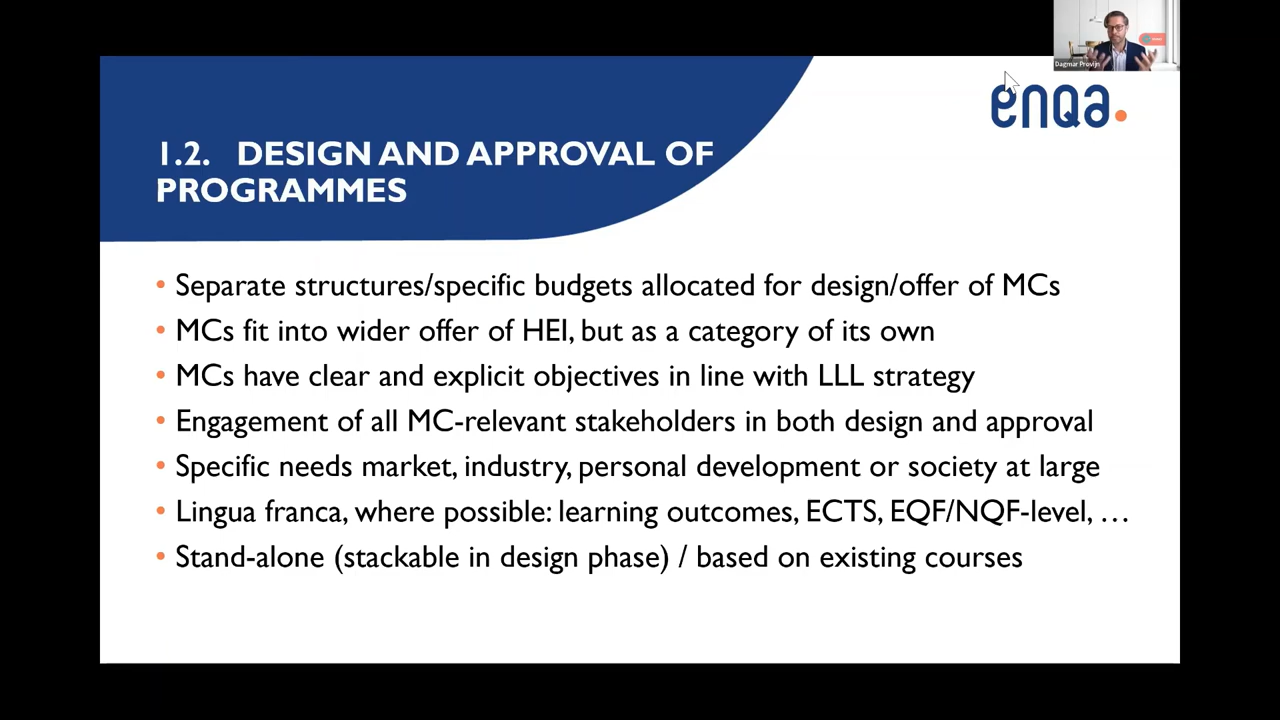 Dagmar Provijn
enqa.
1.2. DESIGN AND APPROVAL OF
PROGRAMMES
• Separate structures/specific budgets allocated for design/offer of MCs
• MCs fit into wider offer of HEI, but as a category of its own
• MCs have clear and explicit objectives in line with LLL strategy
• Engagement of all MC-relevant stakeholders in both design and approval
• Specific needs market, industry, personal development or society at large
• Lingua franca, where possible: learning outcomes, ECTS, EQF/NQF-level, …
• Stand-alone (stackable in design phase) / based on existing courses